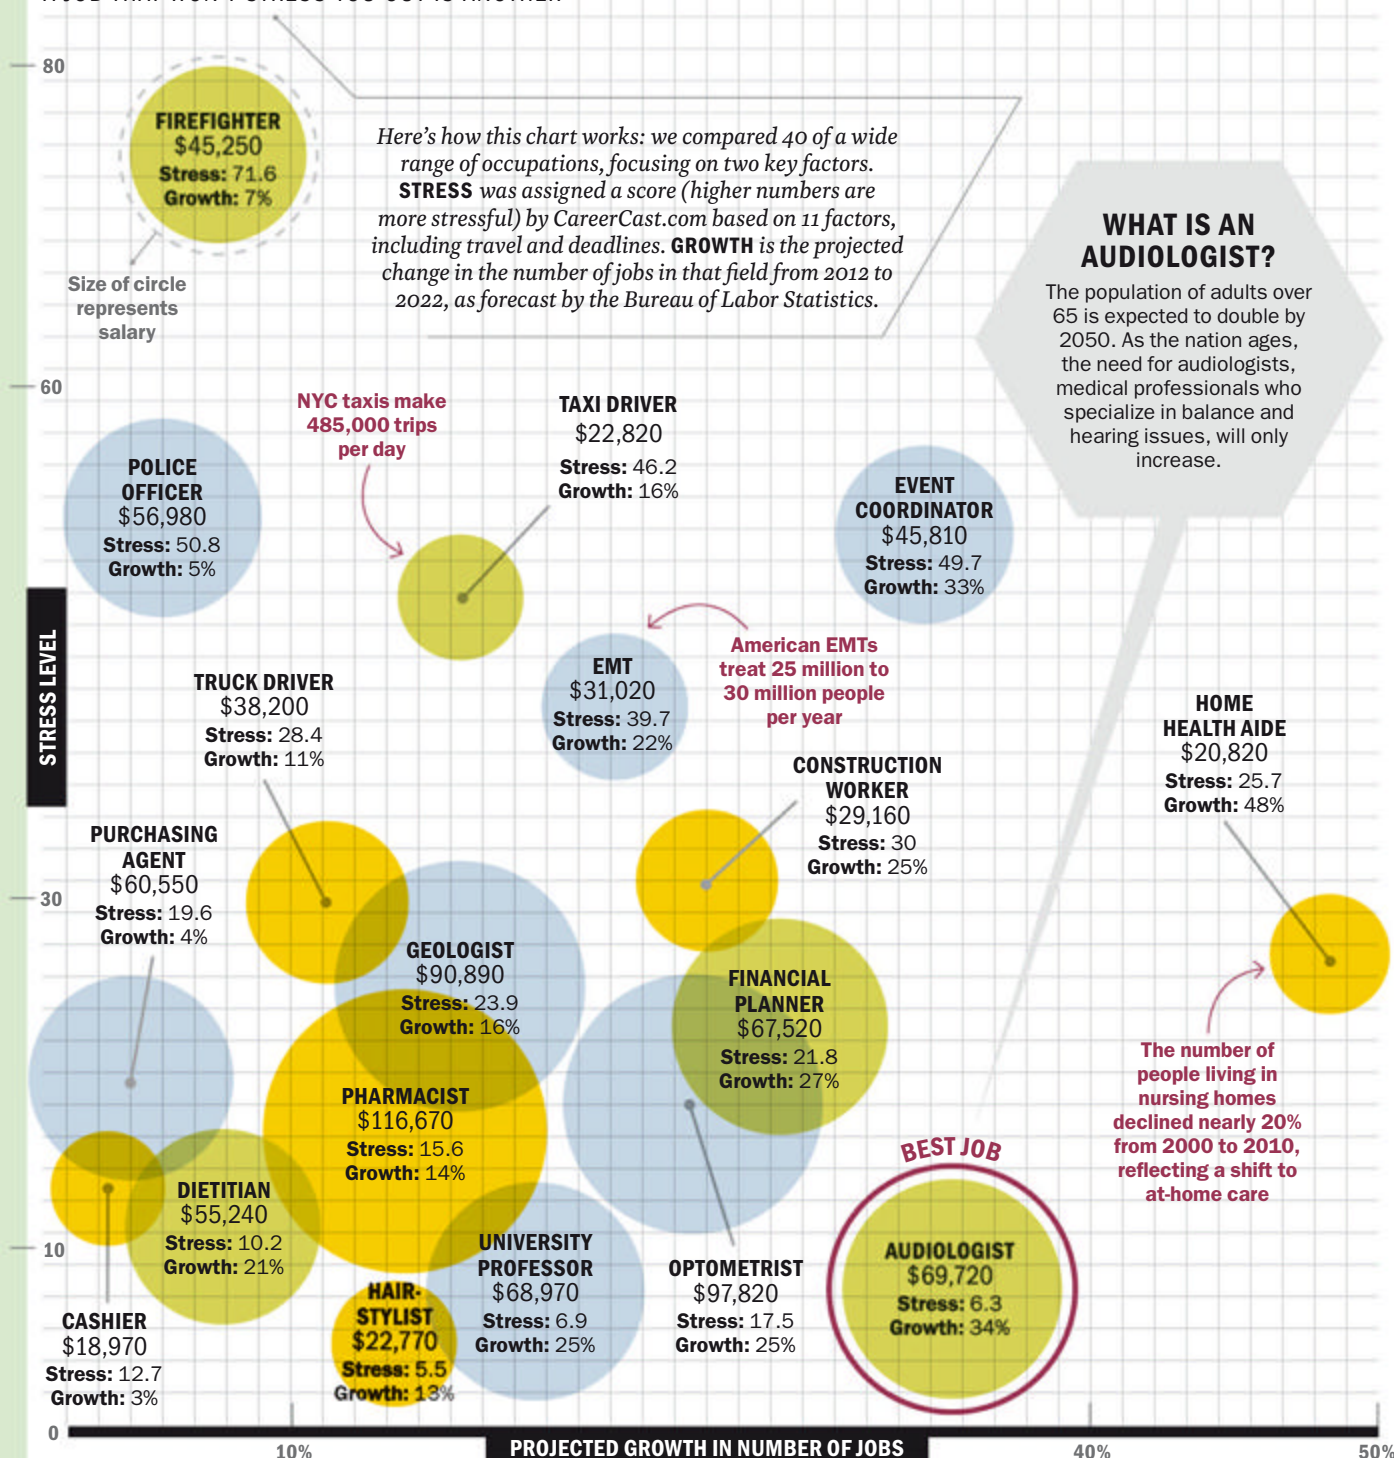 A JOB THAT WON'T STRESS YOU OUT IS ANOTHER
80
FIREFIGHTER
$45,250
Stress: 71.6
Growth: 7%
Size of circle
represents
salary
Here's how this chart works: we compared 40 of a wide
range of occupations, focusing on two key factors.
STRESS was assigned a score (higher numbers are
more stressful) by CareerCast.com based on 11 factors,
including travel and deadlines. GROWTH is the projected
change in the number of jobs in that field from 2012 to
2022, as forecast by the Bureau of Labor Statistics.
WHAT IS AN
AUDIOLOGIST?
The population of adults over
65 is expected to double by
2050. As the nation ages,
the need for audiologists,
medical professionals who
specialize in balance and
hearing issues, will only
increase.
60
NYC taxis make
485,000 trips
per day
TAXI DRIVER
$22,820
Stress: 46.2
Growth: 16%
POLICE
OFFICER
$56,980
Stress: 50.8
Growth: 5%
EVENT
COORDINATOR
$45,810
Stress: 49.7
Growth: 33%
STRESS LEVEL
EMT
$31,020
Stress: 39.7
Growth: 22%
American EMTs
treat 25 million to
30 million people
per year
TRUCK DRIVER
$38,200
Stress: 28.4
Growth: 11%
HOME
HEALTH AIDE
$20,820
Stress: 25.7
Growth: 48%
CONSTRUCTION
WORKER
$29,160
Stress: 30
Growth: 25%
PURCHASING
AGENT
$60,550
Stress: 19.6
Growth: 4%
30
GEOLOGIST
$90,890
Stress: 23.9
Growth: 16%
FINANCIAL
PLANNER
$67,520
Stress: 21.8
Growth: 27%
The number of
people living in
nursing homes
declined nearly 20%
from 2000 to 2010,
reflecting a shift to
at-home care
PHARMACIST
$116,670
Stress: 15.6
Growth: 14%
BEST JOB
DIETITIAN
$55,240
Stress: 10.2
Growth: 21%
10
UNIVERSITY
PROFESSOR
$68,970
Stress: 6.9
Growth: 25%
OPTOMETRIST
$97,820
Stress: 17.5
Growth: 25%
AUDIOLOGIST
$69,720
Stress: 6.3
Growth: 34%
HAIR-
STYLIST
$22,770
Stress: 5.5
Growth: 13%
CASHIER
$18,970
Stress: 12.7
Growth: 3%
0
10%
PROJECTED GROWTH IN NUMBER OF JOBS
40%
50%